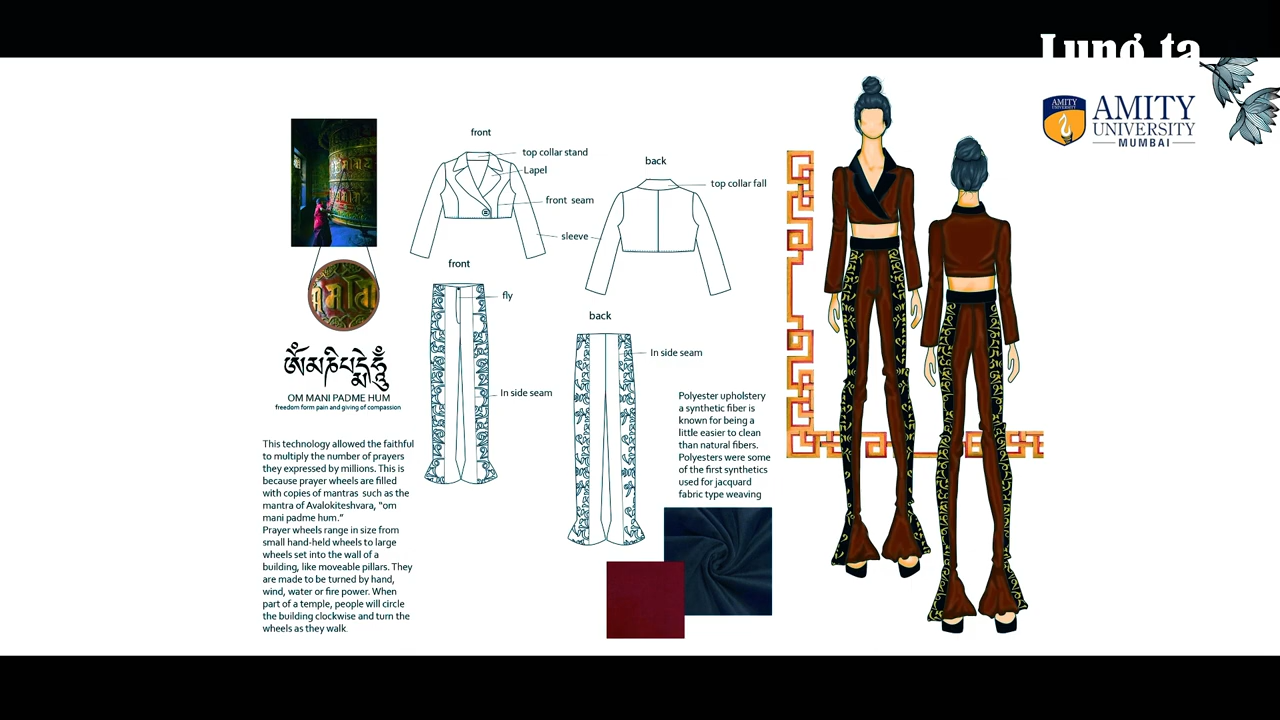 Lung ta
AMITY
UNIVERSITY
AMITY
UNIVERSITY
MUMBAI
front
top collar stand
Lapel
front seam
sleeve
back
top collar fall
front
fly
In side seam
back
In side seam
OM MANI PADME HUM
freedom form pain and giving of compassion
This technology allowed the faithful
to multiply the number of prayers
they expressed by millions. This is
because prayer wheels are filled
with copies of mantras such as the
mantra of Avalokiteshvara, “om
mani padme hum.”
Prayer wheels range in size from
small hand-held wheels to large
wheels set into the wall of a
building, like moveable pillars. They
are made to be turned by hand,
wind, water or fire power. When
part of a temple, people will circle
the building clockwise and turn the
wheels as they walk.
Polyester upholstery
a synthetic fiber is
known for being a
little easier to clean
than natural fibers.
Polyesters were some
of the first synthetics
used for jacquard
fabric type weaving